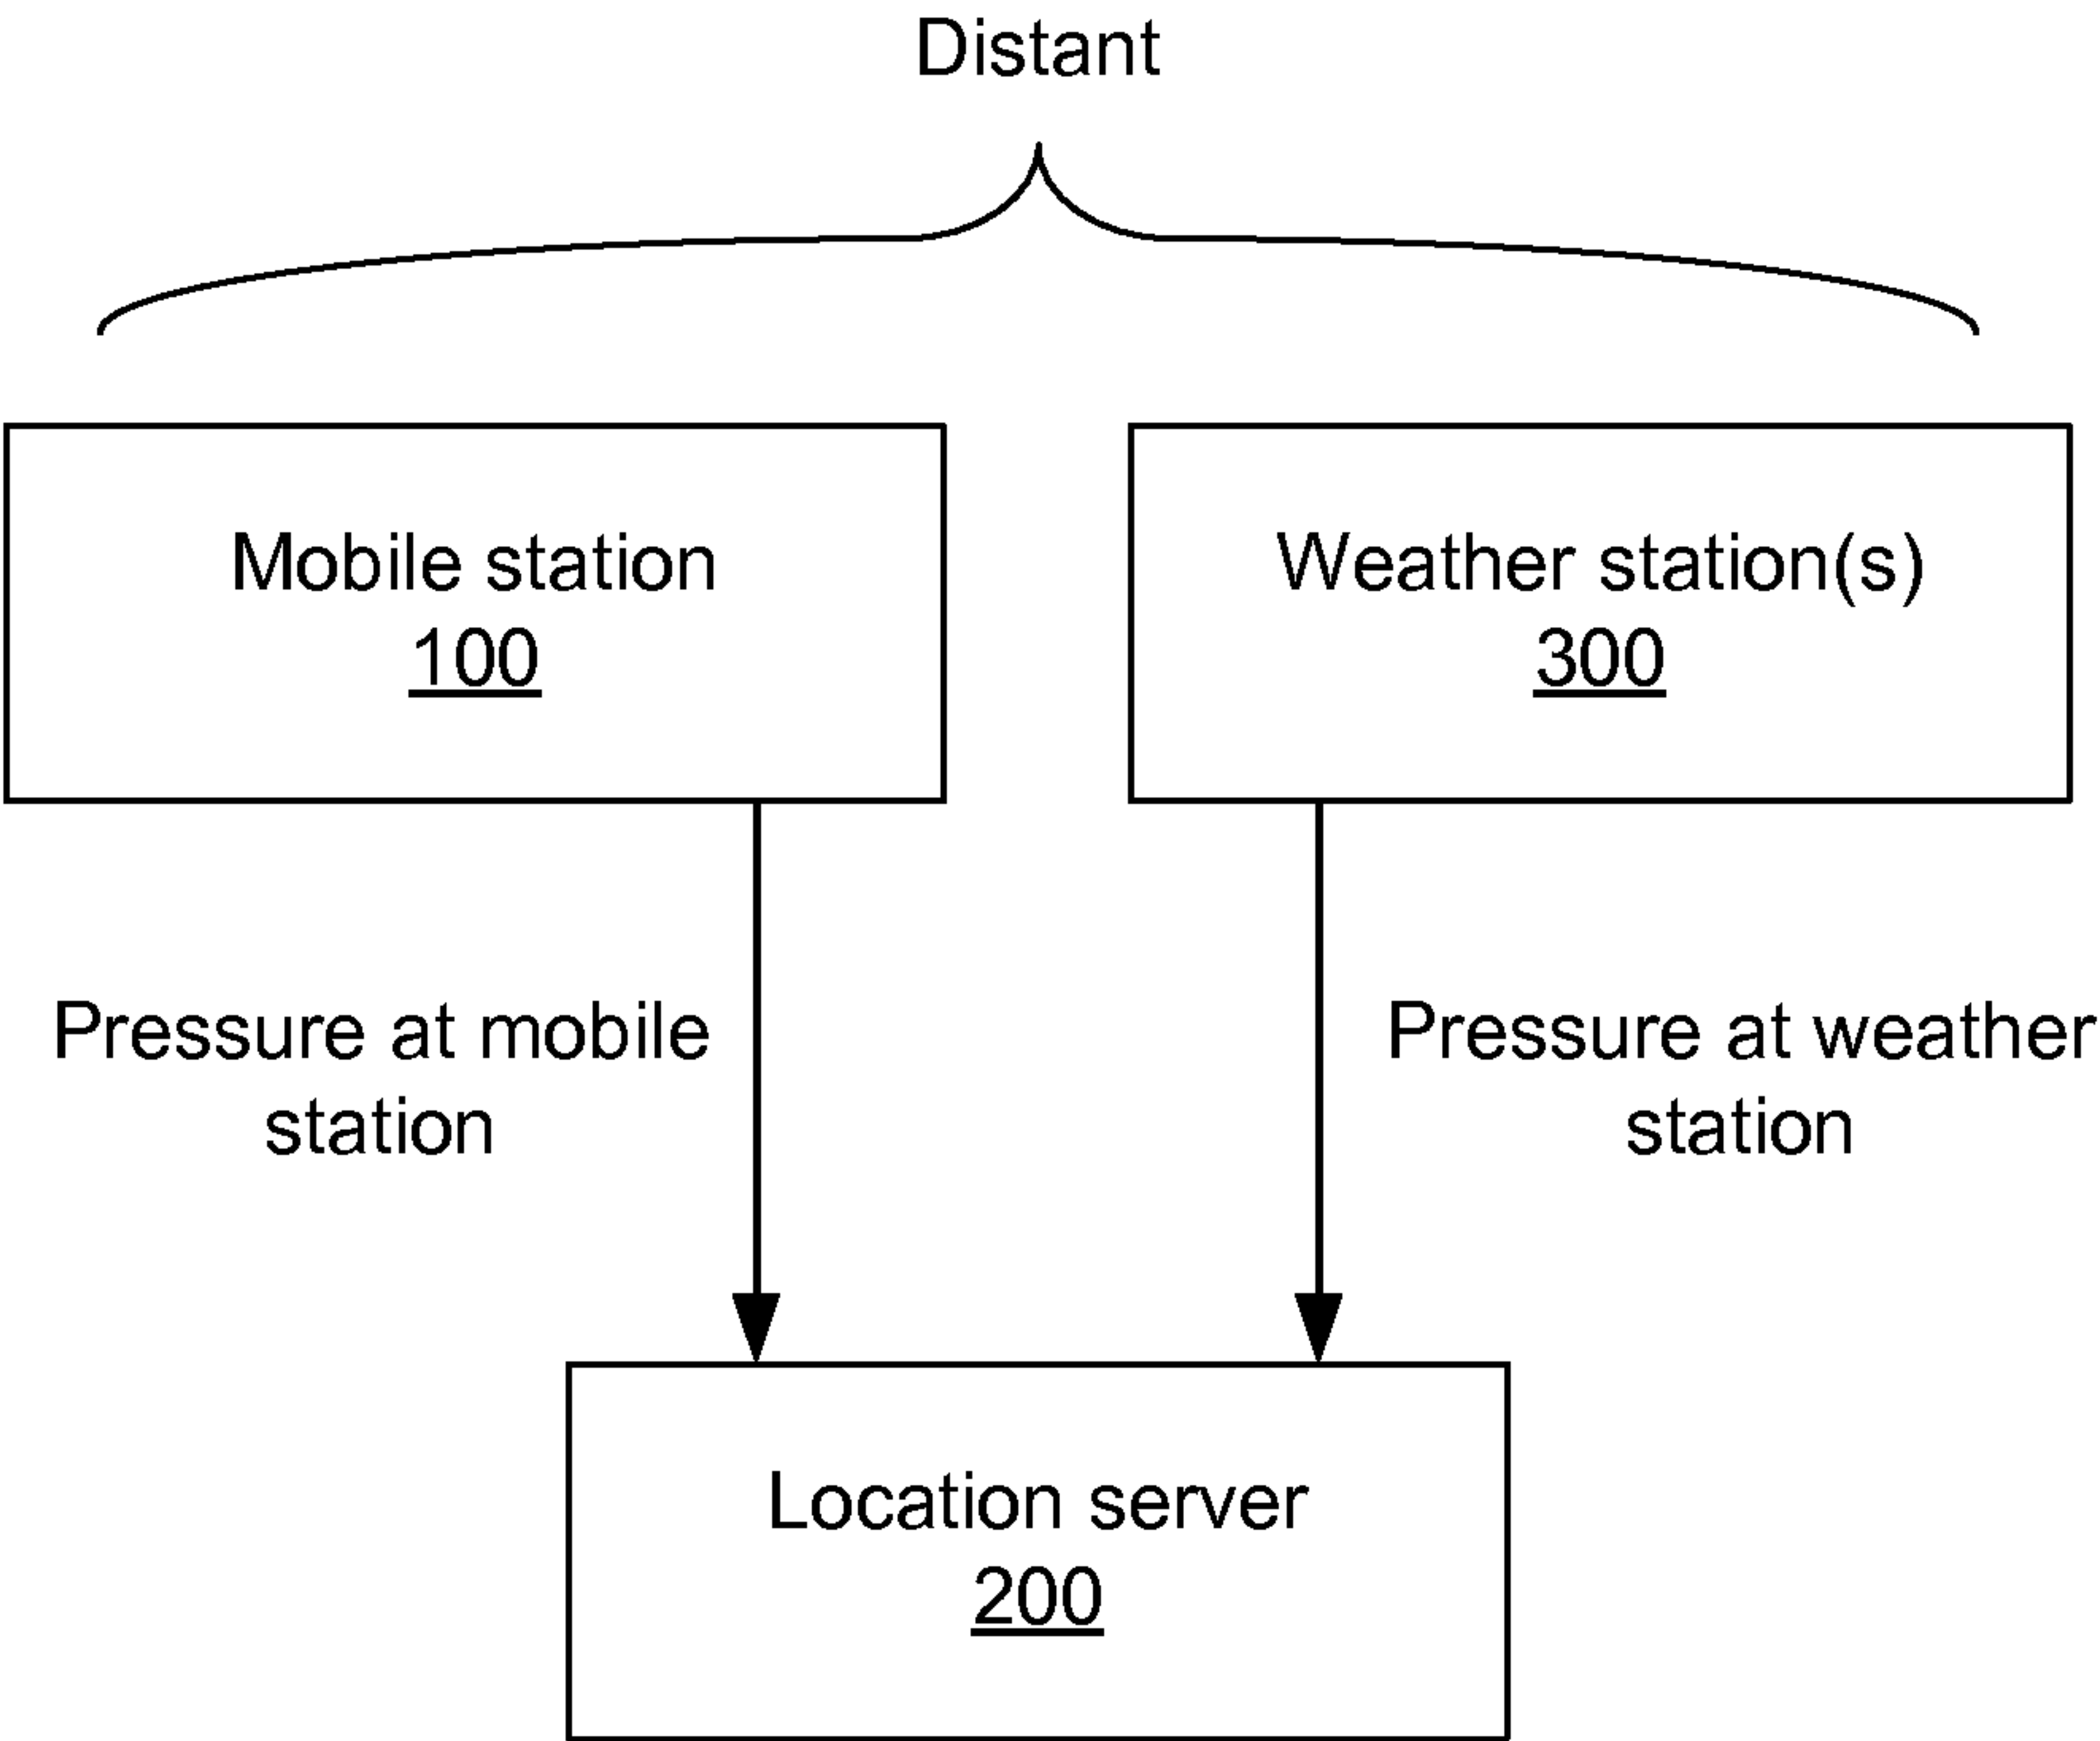 Distant
Mobile station
100
Weather station(s)
300
Pressure at mobile
station
Pressure at weather
station
Location server
200